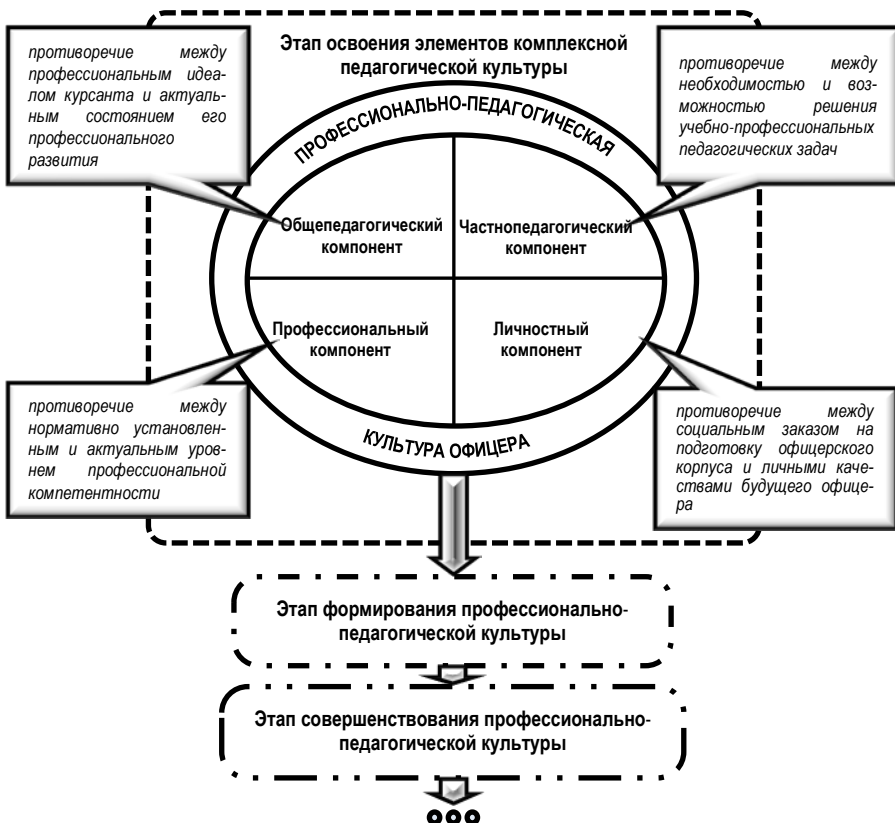 Этап освоения элементов комплексной
педагогической культуры
противоречие между
профессиональным идеа-
лом курсанта и актуаль-
ным состоянием его
профессионального
развития
противоречие между
необходимостью и воз-
можностью решения
учебно-профессиональных
педагогических задач
ПРОФЕССИОНАЛЬНО-ПЕДАГОГИЧЕСКАЯ
Общепедагогический
компонент
Частнопедагогический
компонент
Профессиональный
компонент
Личностный
компонент
КУЛЬТУРА ОФИЦЕРА
противоречие между
нормативно установлен-
ным и актуальным уров-
нем профессиональной
компетентности
противоречие между
социальным заказом на
подготовку офицерского
корпуса и личными каче-
ствами будущего офице-
ра
Этап формирования профессионально-
педагогической культуры
Этап совершенствования профессионально-
педагогической культуры